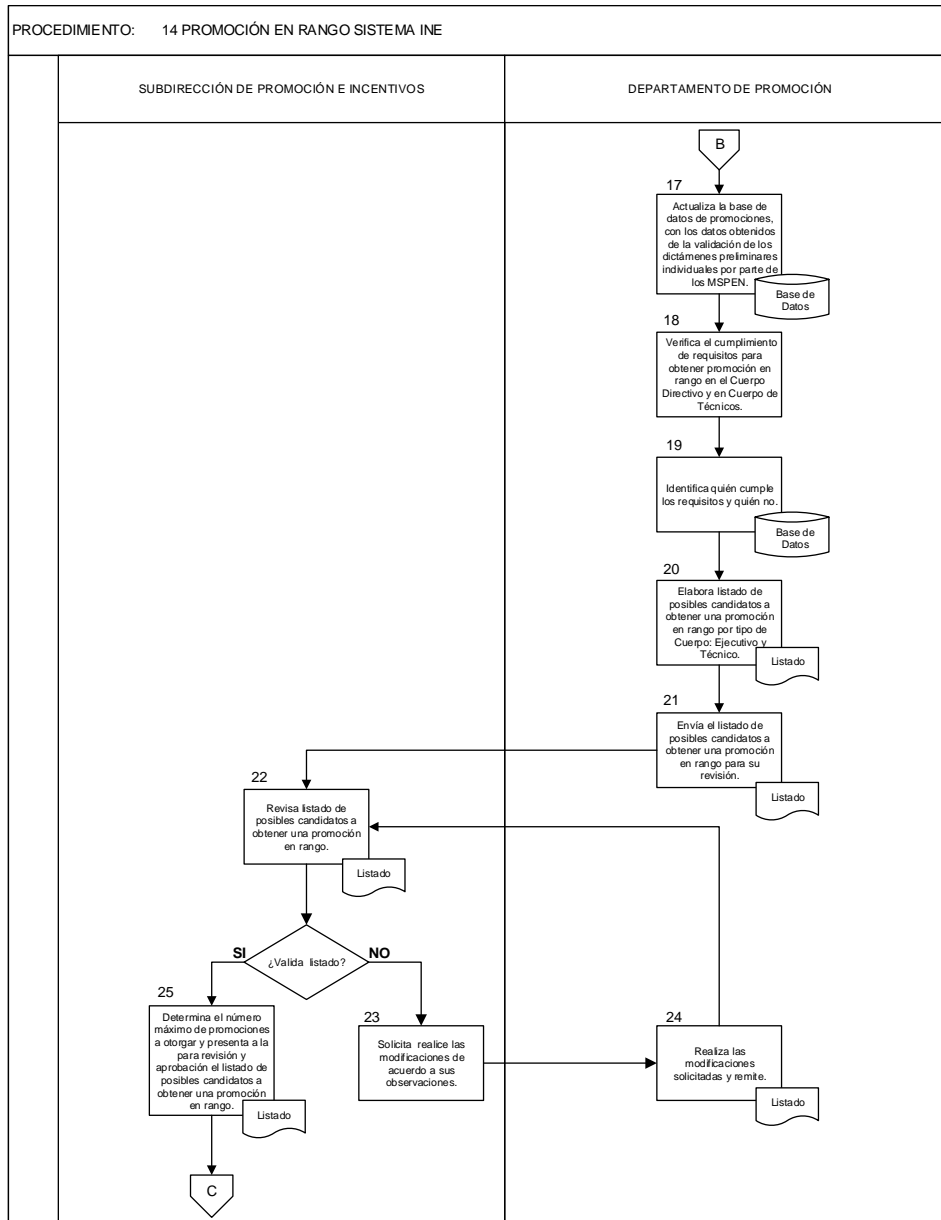 PROCEDIMIENTO: 14 PROMOCIÓN EN RANGO SISTEMA INE
SUBDIRECCIÓN DE PROMOCIÓN E INCENTIVOS
DEPARTAMENTO DE PROMOCIÓN
B
17
Actualiza la base de
datos de promociones,
con los datos obtenidos
de la validación de los
dictámenes preliminares
individuales por parte de
los MSPEN.
Base de
Datos
18
Verifica el cumplimiento
de requisitos para
obtener promoción en
rango en el Cuerpo
Directivo y en Cuerpo de
Técnicos.
19
Identifica quién cumple
los requisitos y quién no.
Base de
Datos
20
Elabora listado de
posibles candidatos a
obtener una promoción
en rango por tipo de
Cuerpo: Ejecutivo y
Técnico.
Listado
21
Envía el listado de
posibles candidatos a
obtener una promoción
en rango para su
revisión.
Listado
22
Revisa listado de
posibles candidatos a
obtener una promoción
en rango.
Listado
¿Valida listado?
SI
NO
25
Determina el número
máximo de promociones
a otorgar y presenta a la
para revisión y
aprobación el listado de
posibles candidatos a
obtener una promoción
en rango.
Listado
23
Solicita realice las
modificaciones de
acuerdo a sus
observaciones.
24
Realiza las
modificaciones
solicitadas y remite.
Listado
C